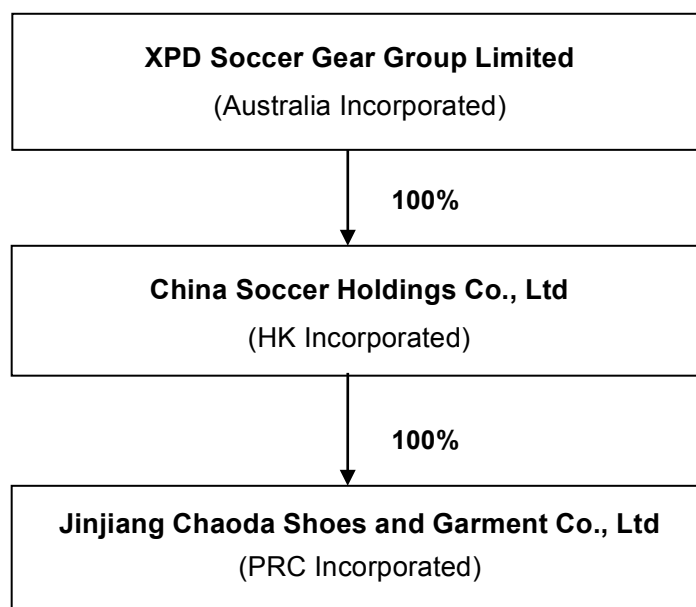 XPD Soccer Gear Group Limited
(Australia Incorporated)
100%
China Soccer Holdings Co., Ltd
(HK Incorporated)
100%
Jinjiang Chaoda Shoes and Garment Co., Ltd
(PRC Incorporated)